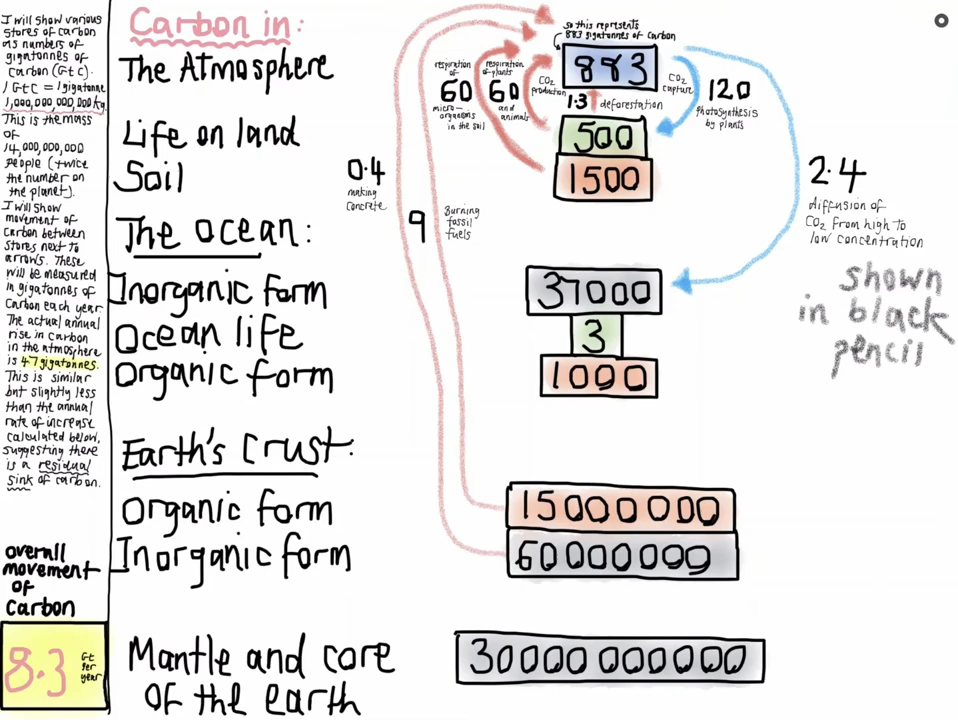 I will show various
stores of carbon
as numbers of
gigatonnes of
Carbon (Gt C).
1 Gt C = 1 gigatonne
1,000,000,000,000 kg
This is the mass
of
14,000,000,000
people (twice
the number on
the planet).
I will show
movement of
Carbon between
Stores next to
arrows. These
will be measured
in gigatonnes of
Carbon each year
The actual annual
rise in Carbon
in the atmosphere
is 4.7 gigatonnes.
This is similar
but slightly less
than the annual
rate of increase
calculated below,
suggesting there
is a residual
sink of carbon.
overall
movement
of
Carbon
8.3
Gt
per
year
Carbon in:
The Atmosphere
Life on land
Soil
The ocean:
Inorganic form
Ocean life
Organic form
Earth's Crust:
Organic form
Inorganic form
Mantle and core
of the earth
so this represents
883 gigatonnes of Carbon
883
500
1500
37000
3
1000
15000000
60000000
30000000000
respiration
of
60
micro-
organisms
in the soil
respiration
of plants
60
and
animals
CO2
production
1.3
deforestation
CO2
capture
120
Photosynthesis
by plants
0.4
making
concrete
9
Burning
fossil
fuels
2.4
diffusion of
CO2 from high to
low concentration
shown
in black
pencil